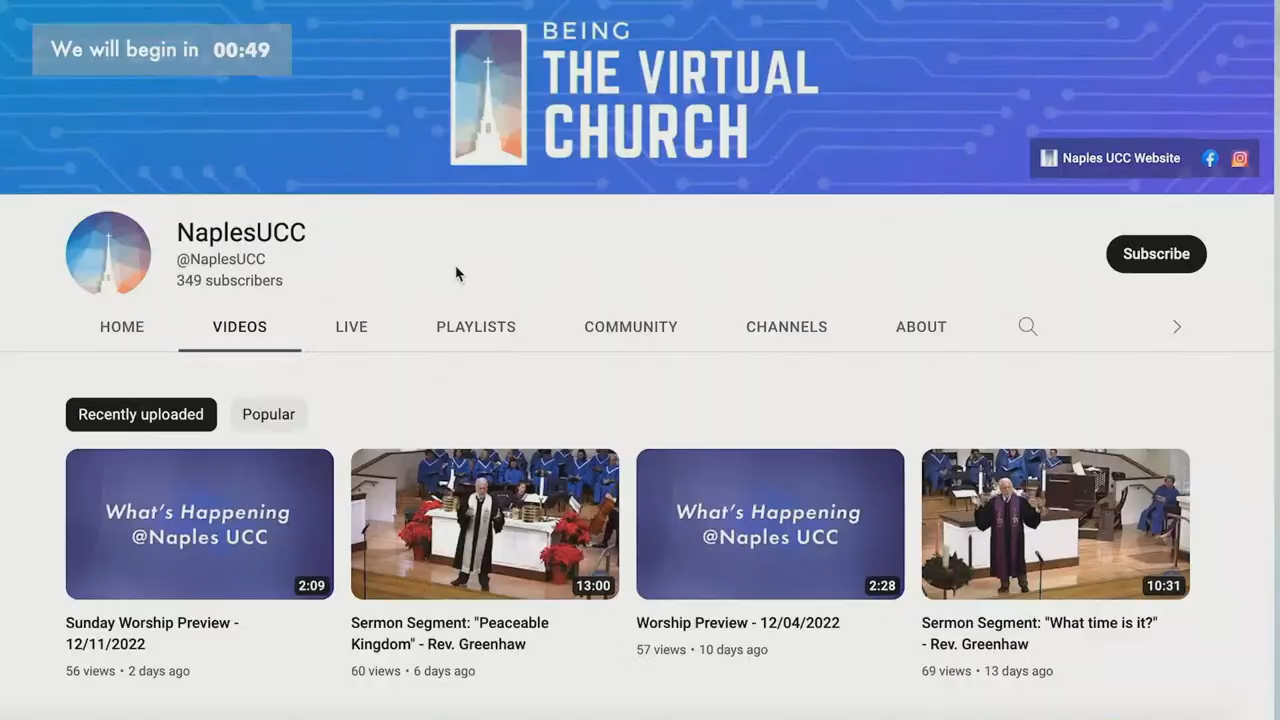 We will begin in 00:49
BEING
THE VIRTUAL
CHURCH
Naples UCC Website
NaplesUCC
@NaplesUCC
349 subscribers
Subscribe
HOME VIDEOS LIVE PLAYLISTS COMMUNITY CHANNELS ABOUT
Recently uploaded Popular
What's Happening
@Naples UCC
2:09
13:00
What's Happening
@Naples UCC
2:28
10:31
Sunday Worship Preview -
12/11/2022
56 views • 2 days ago
Sermon Segment: "Peaceable
Kingdom" - Rev. Greenhaw
60 views • 6 days ago
Worship Preview - 12/04/2022
57 views • 10 days ago
Sermon Segment: "What time is it?"
- Rev. Greenhaw
69 views • 13 days ago